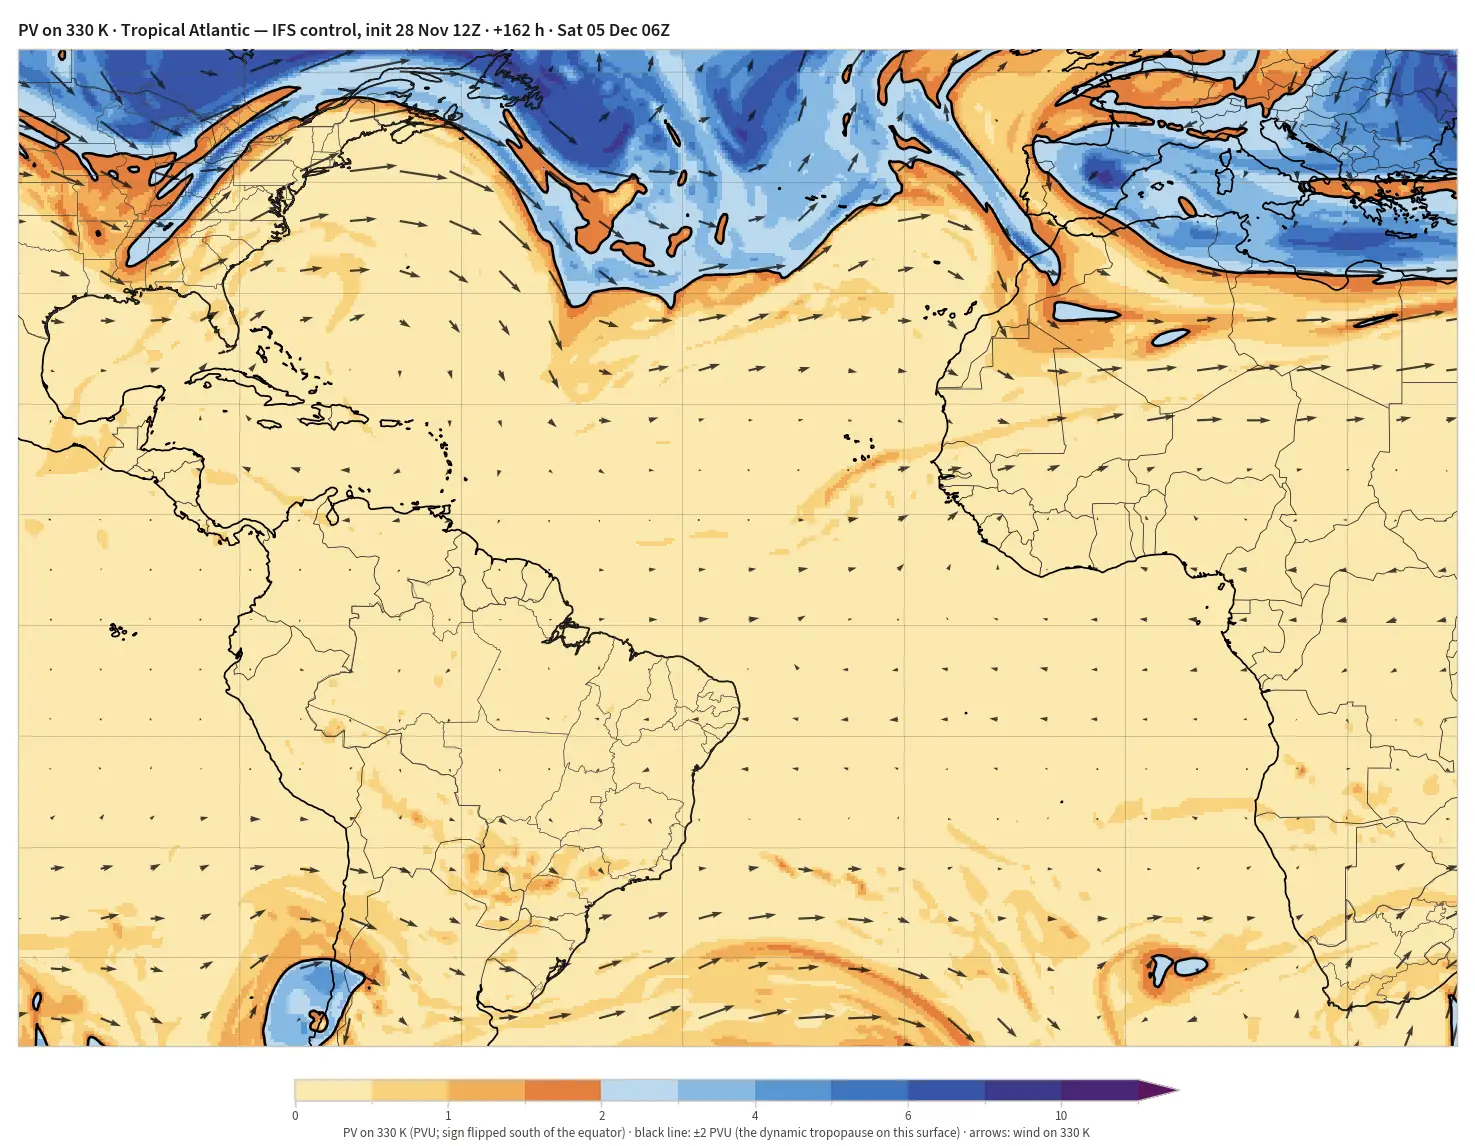 PV on 330 K · Tropical Atlantic — IFS control, init 28 Nov 12Z · +162 h · Sat 05 Dec 06Z
0 1 2 4 6 10
PV on 330 K (PVU; sign flipped south of the equator) · black line: ±2 PVU (the dynamic tropopause on this surface) · arrows: wind on 330 K